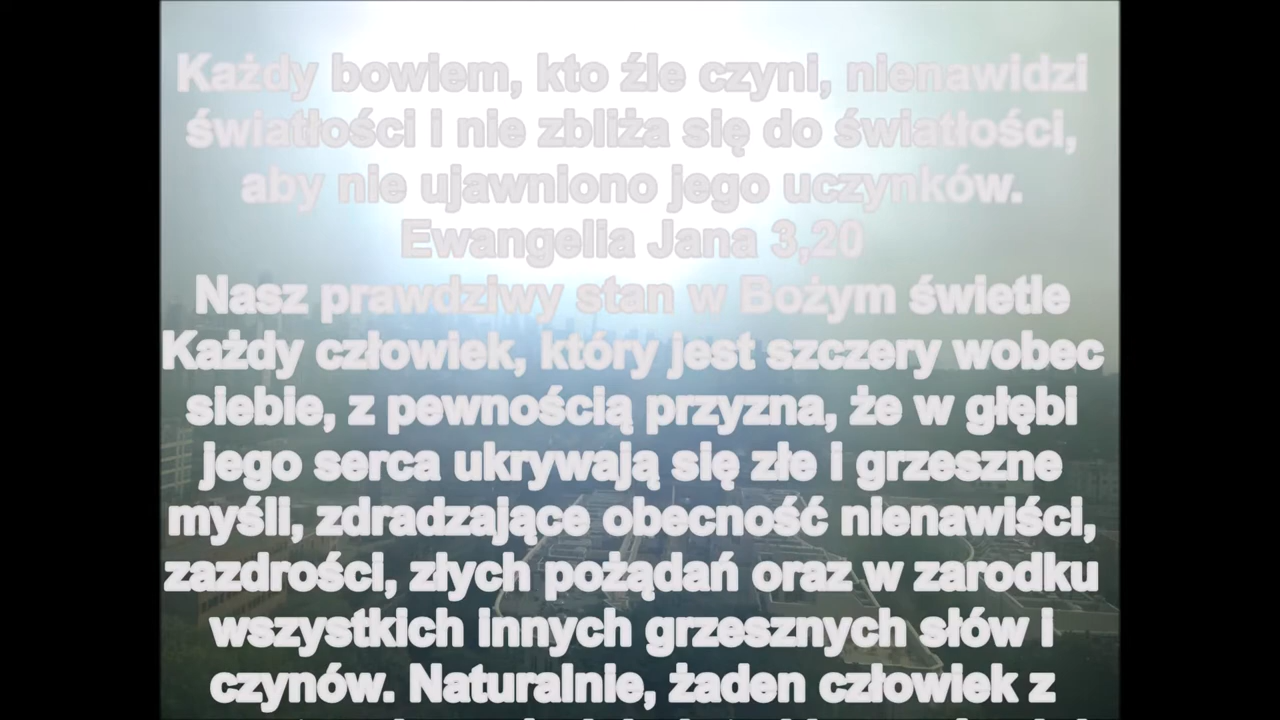 Każdy bowiem, kto źle czyni, nienawidzi
światłości i nie zbliża się do światłości,
aby nie ujawniono jego uczynków.
Ewangelia Jana 3,20
Nasz prawdziwy stan w Bożym świetle
Każdy człowiek, który jest szczery wobec
siebie, z pewnością przyzna, że w głębi
jego serca ukrywają się złe i grzeszne
myśli, zdradzające obecność nienawiści,
zazdrości, złych pożądań oraz w zarodku
wszystkich innych grzesznych słów i
czynów. Naturalnie, żaden człowiek z